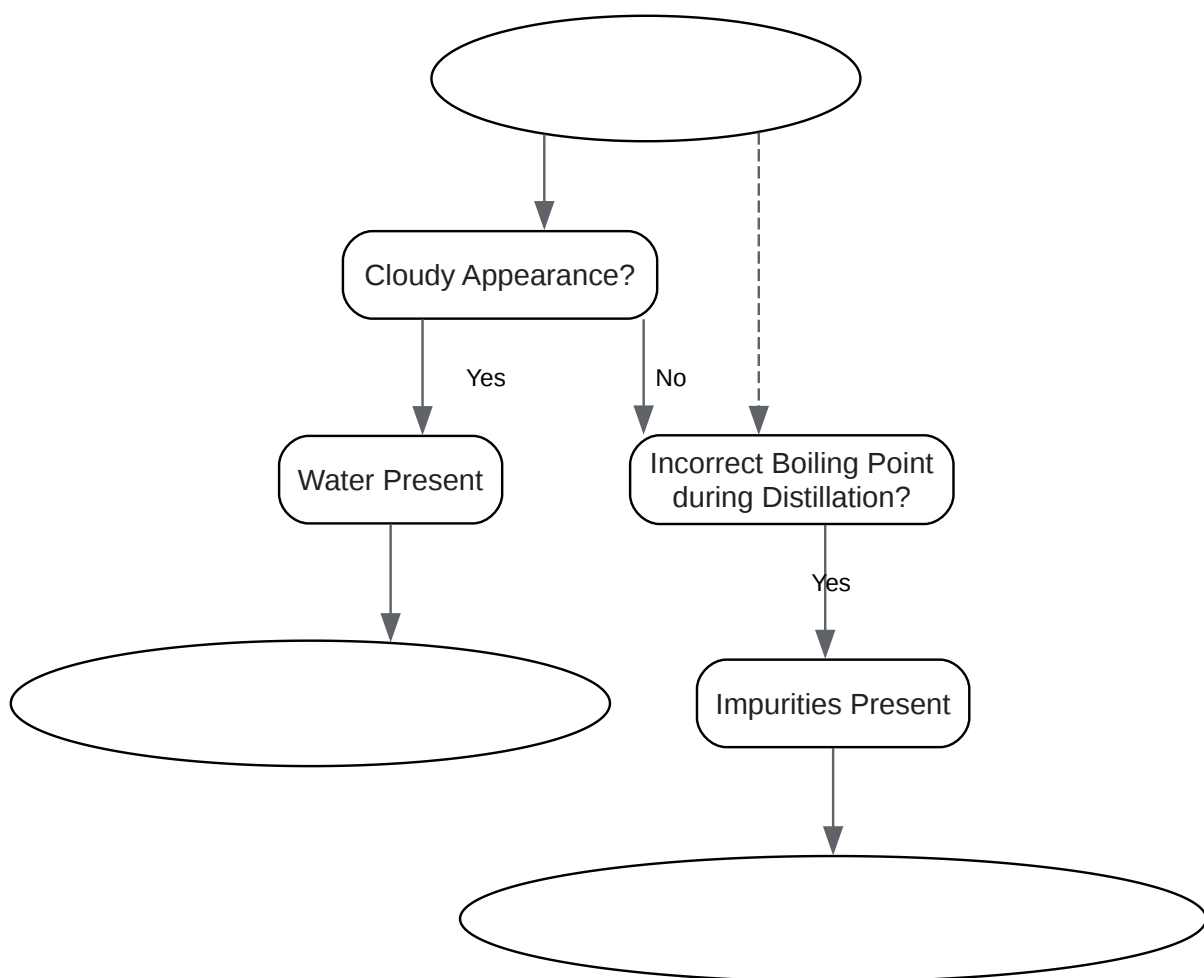 Cloudy Appearance?
Yes
No
Water Present
Incorrect Boiling Point
during Distillation?
Yes
Impurities Present